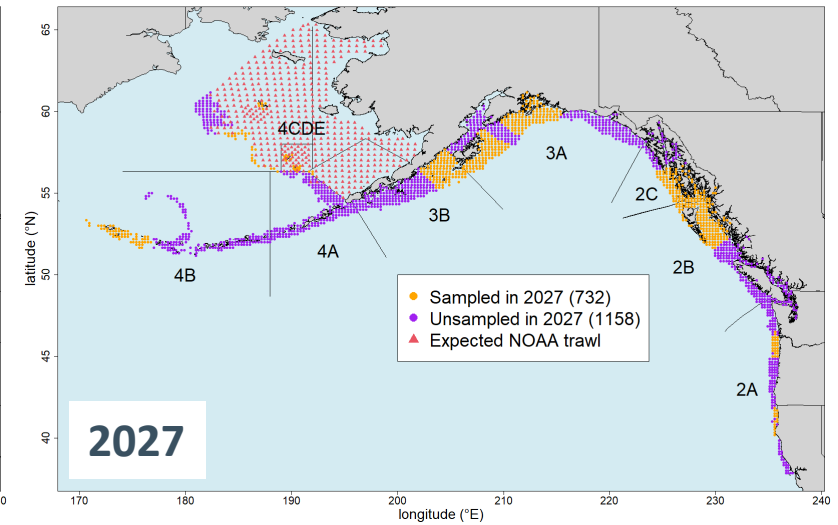 65
60
55
50
45
40
latitude (°N)
4CDE
3A
2C
3B
4A
4B
2B
2A
Sampled in 2027 (732)
Unsampled in 2027 (1158)
Expected NOAA trawl
2027
0
170
180
190
200
210
220
230
240
longitude (°E)